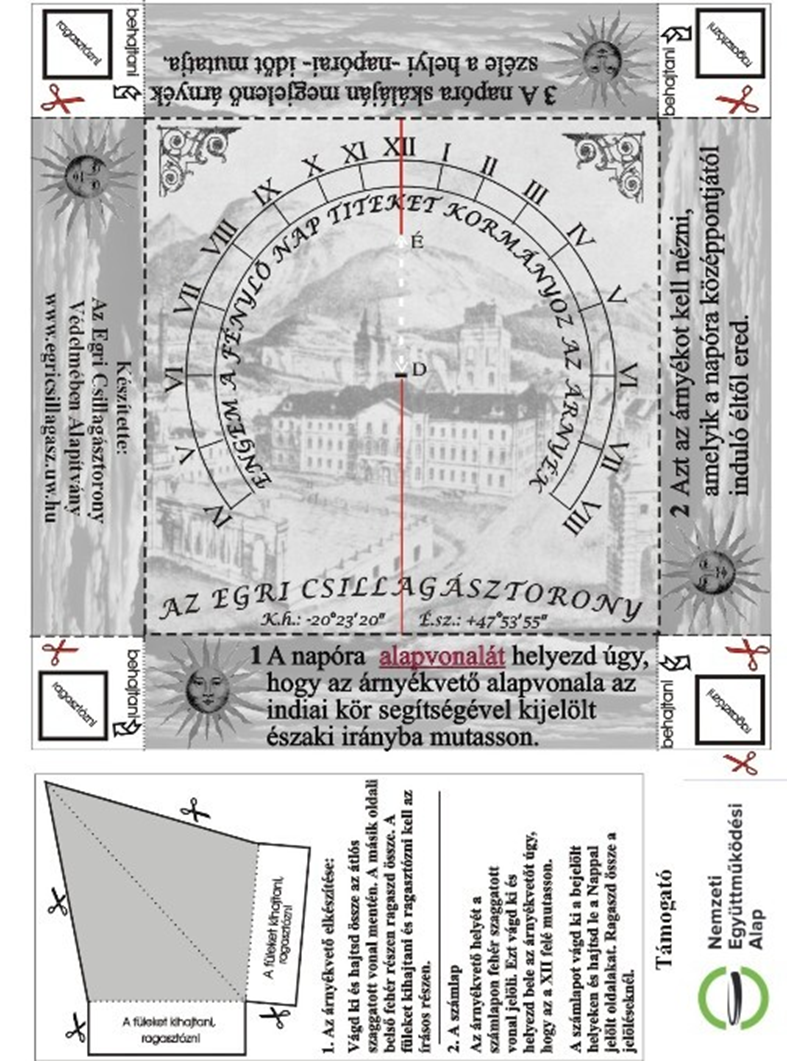 ragasztózni
behajtani
3 A napóra skáláján megjelenő árnyék
széle a helyi -napórai- időt mutatja.
behajtani
ragasztózni
Készítette:
Az Egri Csillagásztorony
Védelmében Alapítvány
www.egricsillagasz.uw.hu
IV
V
VI
VII
VIII
IX
X
XI
XII
I
II
III
IV
V
VI
VII
VIII
ENGEM A FÉNYLŐ NAP TITEKET KORMÁNYOZ AZ ÁRNYÉK
É
D
AZ EGRI CSILLAGÁSZTORONY
K.h.: -20°23'20" É.sz.: +47°53'55"
2 Azt az árnyékot kell nézni,
amelyik a napóra középpontjától
induló éltől ered.
ragasztózni
behajtani
1 A napóra alapvonalát helyezd úgy,
hogy az árnyékvető alapvonala az
indiai kör segítségével kijelölt
északi irányba mutasson.
behajtani
ragasztózni
A füleket kihajtani,
ragasztózni
A füleket kihajtani,
ragasztózni
1. Az árnyékvető elkészítése:
Vágd ki és hajtsd össze az átlós
szaggatott vonal mentén. A másik oldali
belső fehér részen ragaszd össze. A
füleket kihajtani és ragasztózni kell az
írásos részen.
2. A számlap
Az árnyékvető helyét a
számlapon fehér szaggatott
vonal jelöli. Ezt vágd ki és
helyezd bele az árnyékvetőt úgy,
hogy az a XII felé mutasson.
A számlapot vágd ki a bejelölt
helyeken és hajtsd le a Nappal
jelölt oldalakat. Ragaszd össze a
jelöléseknél.
Támogató
Nemzeti
Együttműködési
Alap